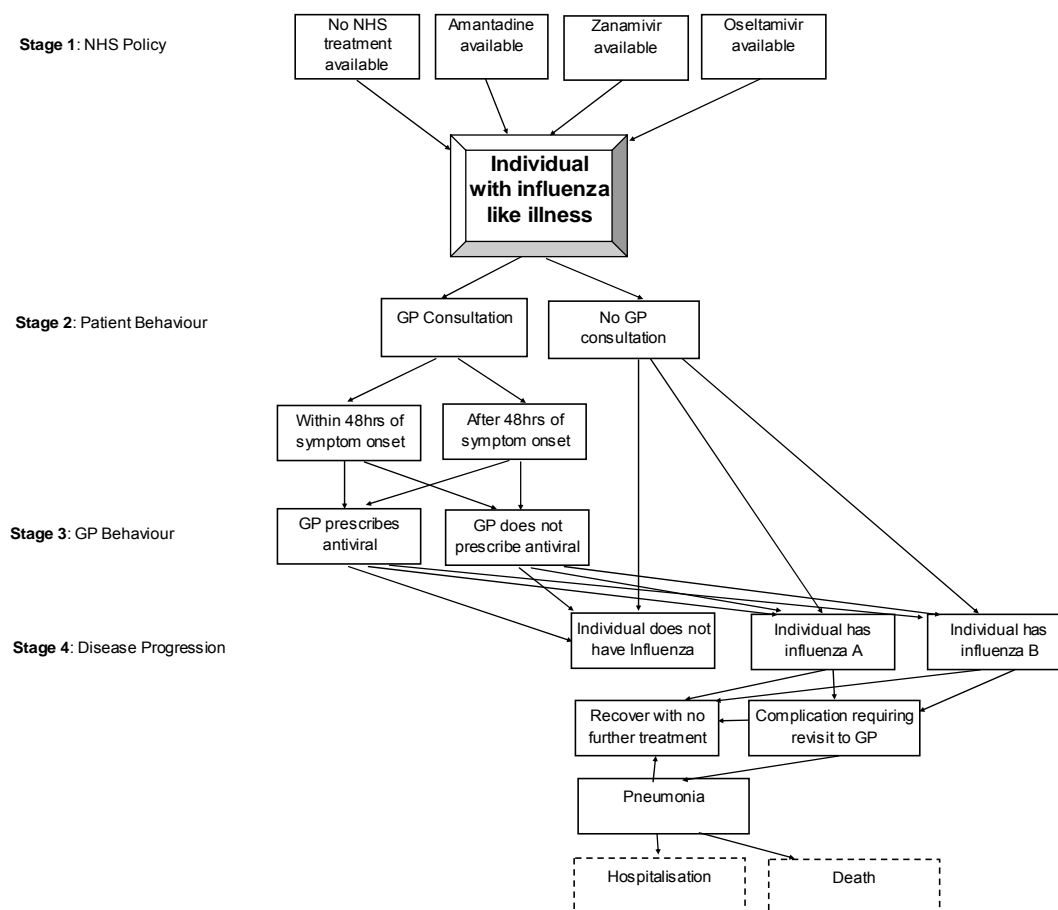 Stage 1: NHS Policy
No NHS
treatment
available
Amantadine
available
Zanamivir
available
Oseltamivir
available
Individual
with influenza
like illness
Stage 2: Patient Behaviour
GP Consultation
No GP
consultation
Within 48hrs of
symptom onset
After 48hrs of
symptom onset
Stage 3: GP Behaviour
GP prescribes
antiviral
GP does not
prescribe antiviral
Stage 4: Disease Progression
Individual does not
have Influenza
Individual has
influenza A
Individual has
influenza B
Recover with no
further treatment
Complication requiring
revisit to GP
Pneumonia
Hospitalisation
Death